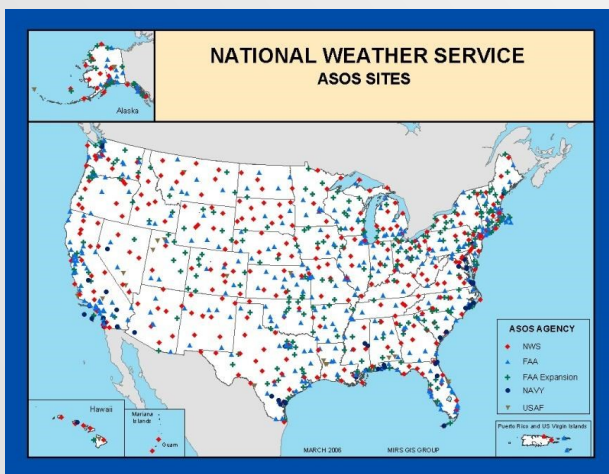 NATIONAL WEATHER SERVICE
ASOS SITES
Alaska
ASOS AGENCY
NWS
FAA
FAA Expansion
NAVY
USAF
Hawaii
Mariana
Islands
Guam
Puerto Rico and US Virgin Islands
MARCH 2006
MIRS GIS GROUP